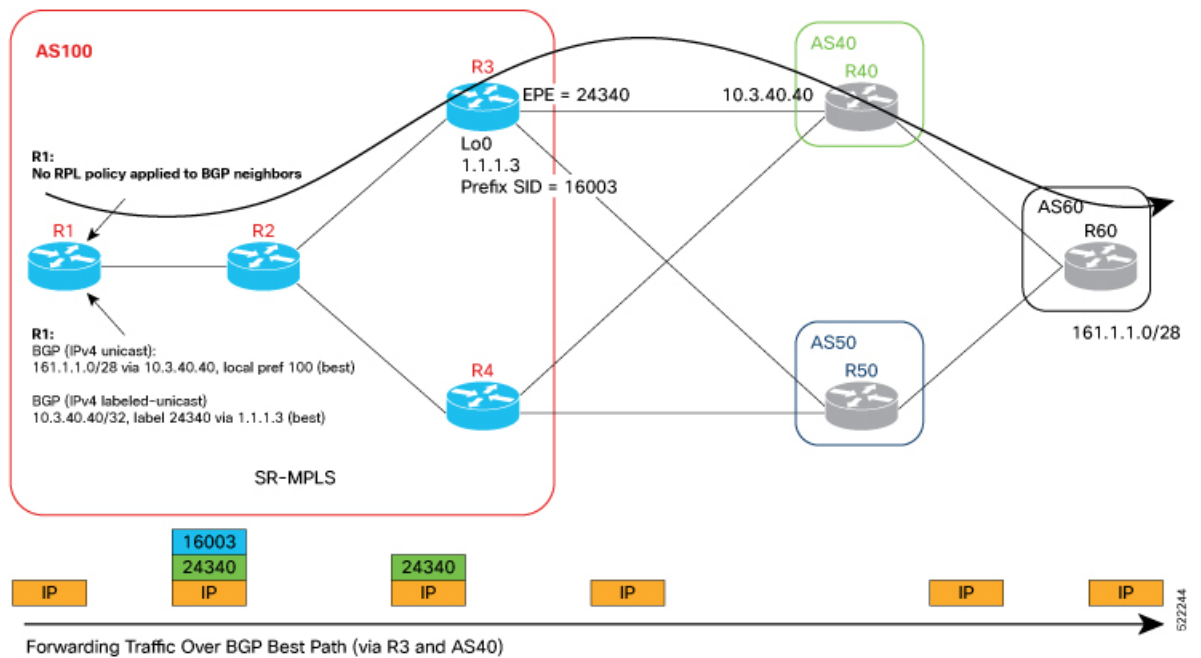 AS100
R3
EPE = 24340
10.3.40.40
AS40
R40
Lo0
1.1.1.3
Prefix SID = 16003
R1:
No RPL policy applied to BGP neighbors
R1
R2
AS60
R60
161.1.1.0/28
R1:
BGP (IPv4 unicast):
161.1.1.0/28 via 10.3.40.40, local pref 100 (best)
BGP (IPv4 labeled-unicast)
10.3.40.40/32, label 24340 via 1.1.1.3 (best)
R4
AS50
R50
SR-MPLS
16003
24340
24340
IP
IP
IP
IP
IP
IP
522244
Forwarding Traffic Over BGP Best Path (via R3 and AS40)